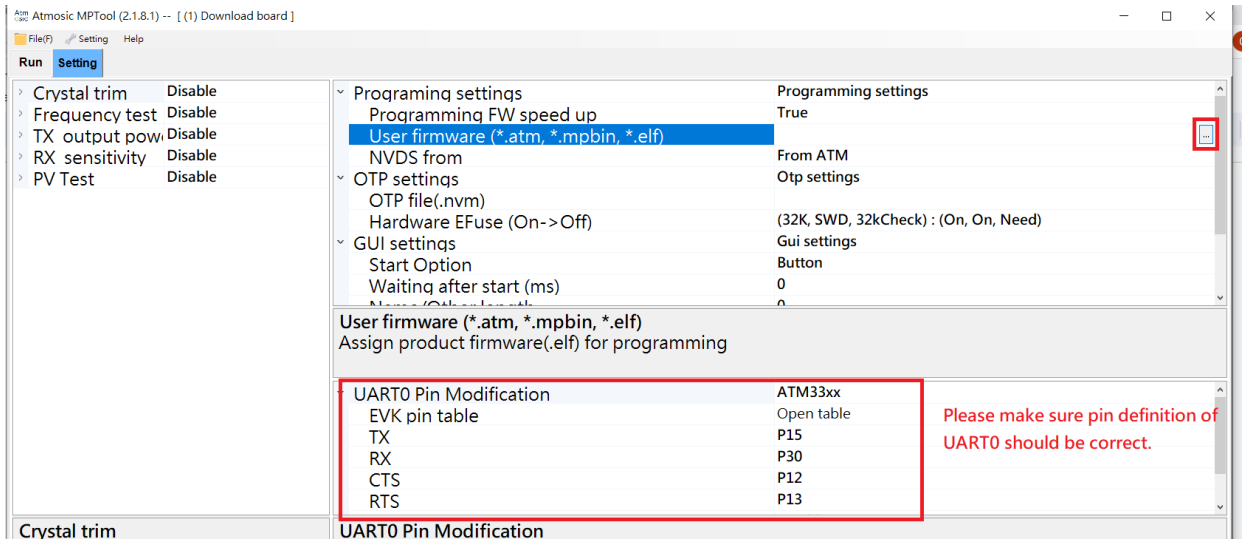 Atm CSSC Atmosic MPTool (2.1.8.1) -- [ (1) Download board ]
File(F) Setting Help
Run Setting
Crystal trim Disable
Frequency test Disable
TX output pow Disable
RX sensitivity Disable
PV Test Disable
Programing settings Programming settings
Programming FW speed up True
User firmware (*.atm, *.mpbin, *.elf) ...
NVDS from From ATM
OTP settings Otp settings
OTP file(.nvm)
Hardware EFuse (On->Off) (32K, SWD, 32kCheck) : (On, On, Need)
GUI settings Gui settings
Start Option Button
Waiting after start (ms) 0
User firmware (*.atm, *.mpbin, *.elf)
Assign product firmware(.elf) for programming
UART0 Pin Modification ATM33xx
EVK pin table Open table
TX P15
RX P30
CTS P12
RTS P13
Please make sure pin definition of
UART0 should be correct.
Crystal trim
UART0 Pin Modification